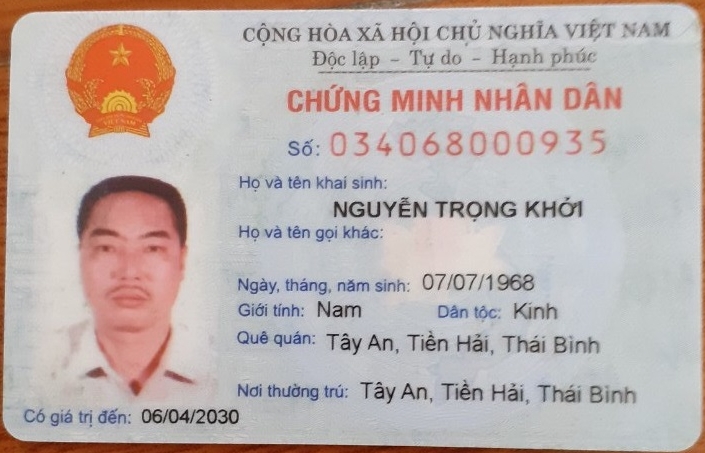 CỘNG HÒA XÃ HỘI CHỦ NGHĨA VIỆT NAM
Độc lập - Tự do - Hạnh phúc
CHỨNG MINH NHÂN DÂN
Số: 034068000935
Họ và tên khai sinh:
NGUYỄN TRỌNG KHỞI
Họ và tên gọi khác:
Ngày, tháng, năm sinh: 07/07/1968
Giới tính: Nam Dân tộc: Kinh
Quê quán: Tây An, Tiền Hải, Thái Bình
Nơi thường trú: Tây An, Tiền Hải, Thái Bình
Có giá trị đến: 06/04/2030
VIỆT NAM